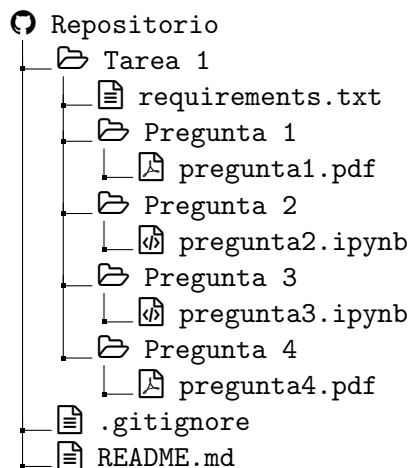 Repositorio
Tarea 1
requirements.txt
Pregunta 1
pregunta1.pdf
Pregunta 2
pregunta2.ipynb
Pregunta 3
pregunta3.ipynb
Pregunta 4
pregunta4.pdf
.gitignore
README.md